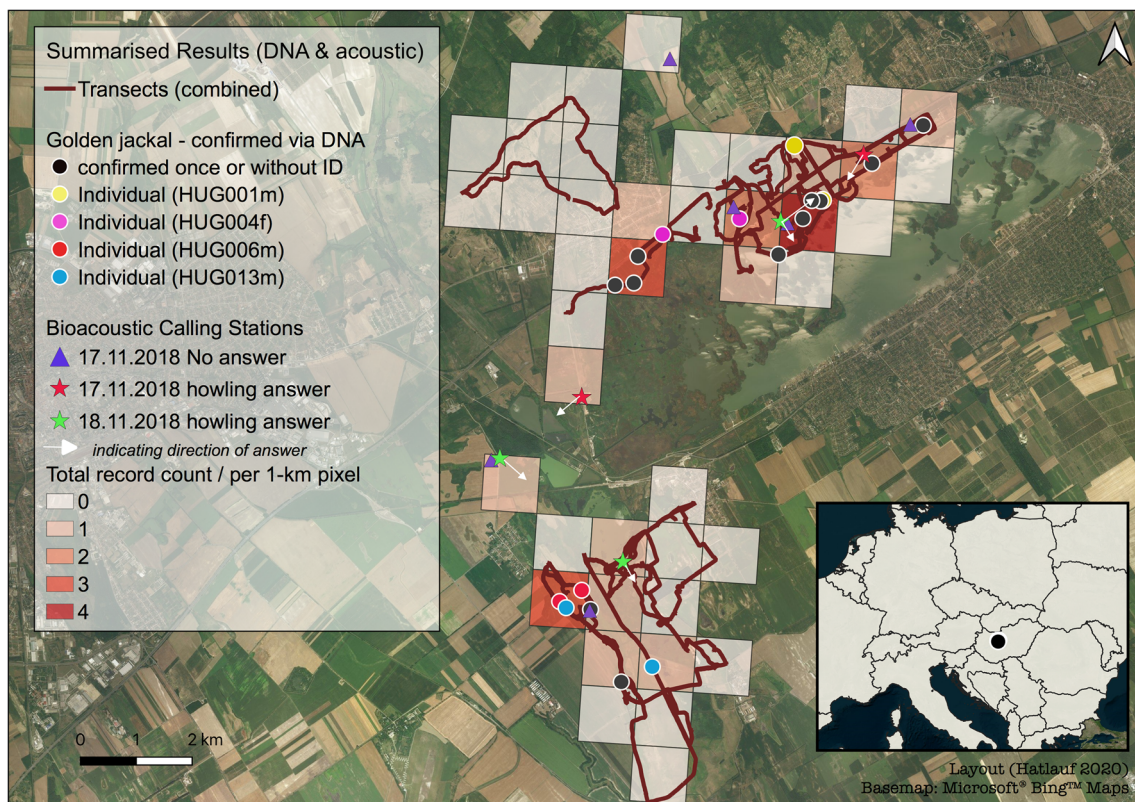 Summarised Results (DNA & acoustic)
Transects (combined)
Golden jackal - confirmed via DNA
confirmed once or without ID
Individual (HUG001m)
Individual (HUG004f)
Individual (HUG006m)
Individual (HUG013m)
Bioacoustic Calling Stations
17.11.2018 No answer
17.11.2018 howling answer
18.11.2018 howling answer
indicating direction of answer
Total record count / per 1-km pixel
0
1
2
3
4
0 1 2 km
Layout (Hatlauf 2020)
Basemap: Microsoft® Bing™ Maps